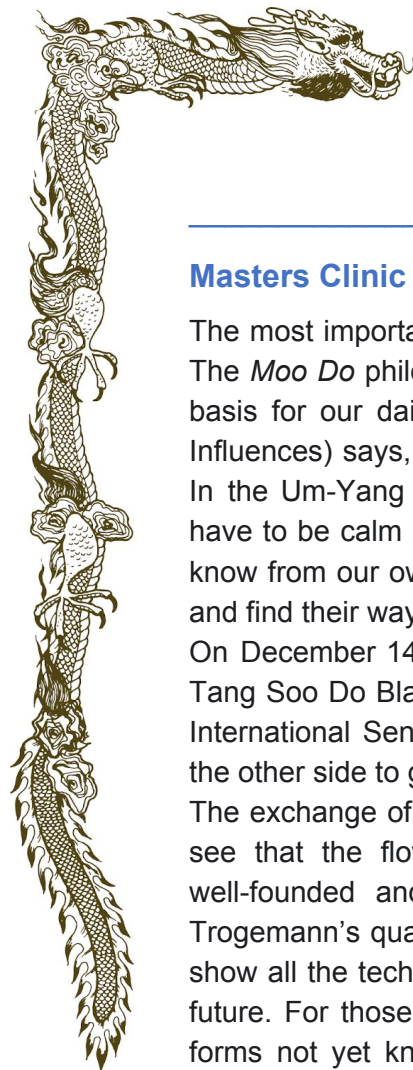 Masters Clinic
The most importa
The Moo Do philo
basis for our dai
Influences) says,
In the Um-Yang
have to be calm
know from our ow
and find their way
On December 14
Tang Soo Do Bla
International Sen
the other side to g
The exchange of
see that the flow
well-founded and
Trogemann’s qua
show all the tech
future. For those
forms not yet kn